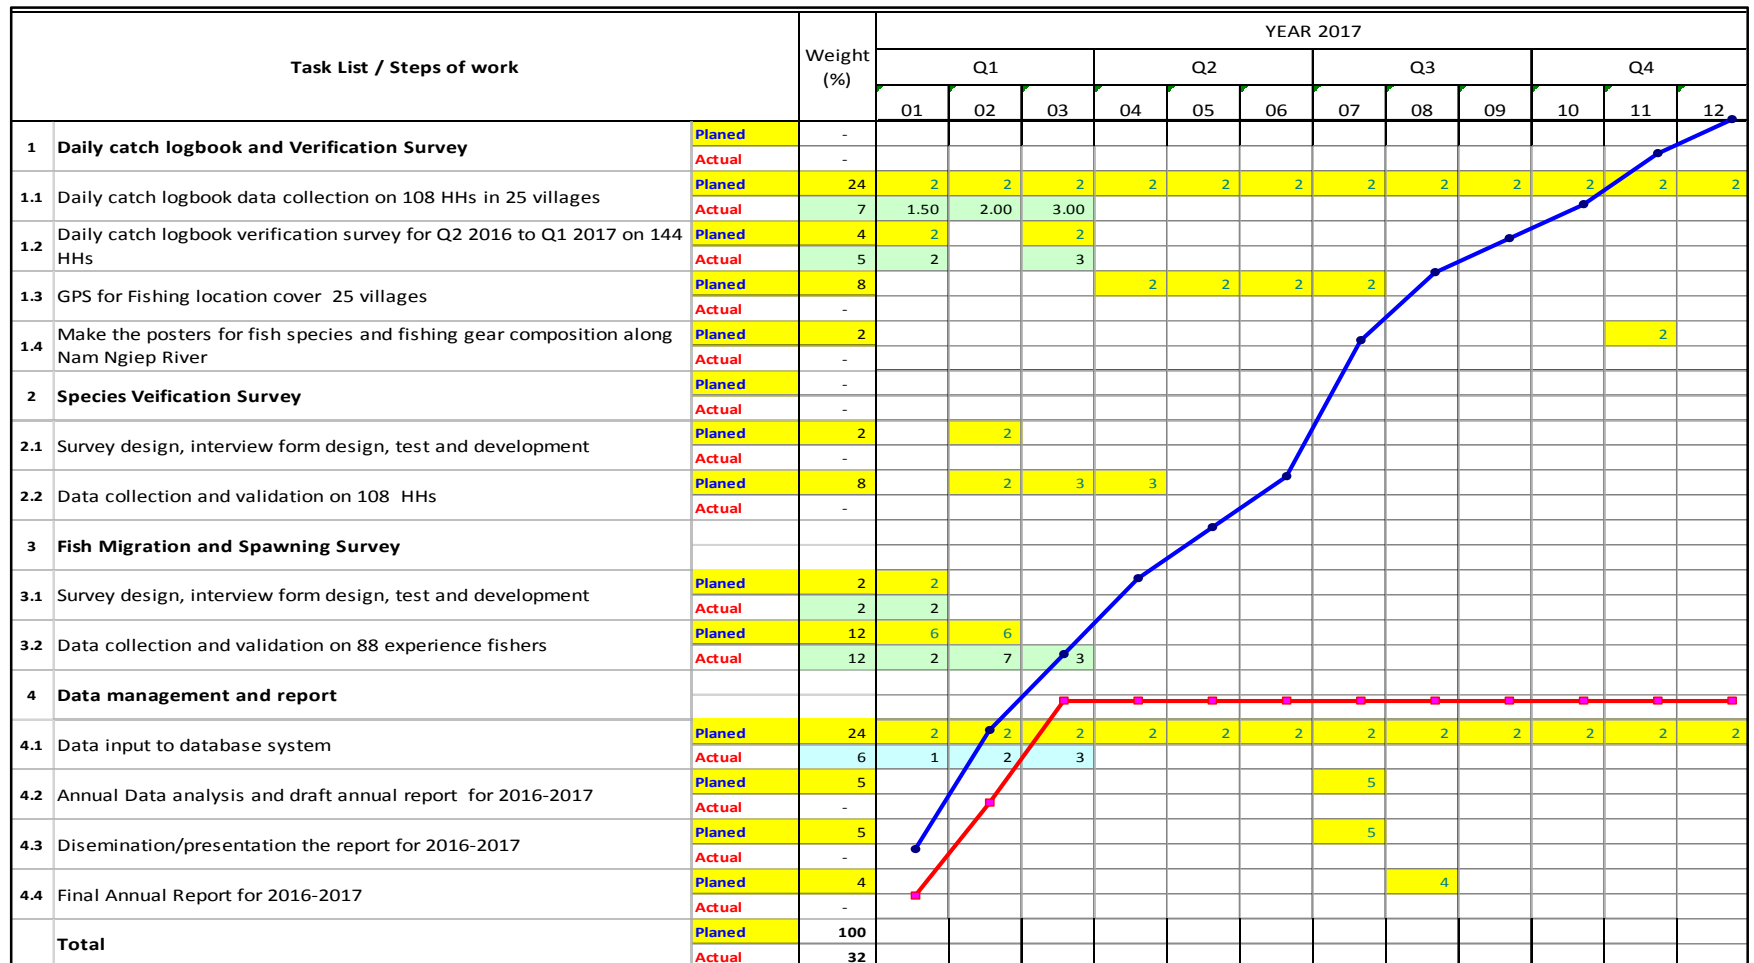 Task List / Steps of work Weight (%) YEAR 2017
Q1 Q2 Q3 Q4
01 02 03 04 05 06 07 08 09 10 11 12
1 Daily catch logbook and Verification Survey Planed -
Actual -
1.1 Daily catch logbook data collection on 108 HHs in 25 villages Planed 24 2 2 2 2 2 2 2 2 2 2 2 2
Actual 7 1.50 2.00 3.00
1.2 Daily catch logbook verification survey for Q2 2016 to Q1 2017 on 144 HHs Planed 4 2 2
Actual 5 2 3
1.3 GPS for Fishing location cover 25 villages Planed 8 2 2 2 2
Actual -
1.4 Make the posters for fish species and fishing gear composition along Nam Ngiep River Planed 2 2
Actual -
2 Species Veification Survey Planed -
Actual -
2.1 Survey design, interview form design, test and development Planed 2 2
Actual -
2.2 Data collection and validation on 108 HHs Planed 8 2 3 3
Actual -
3 Fish Migration and Spawning Survey
3.1 Survey design, interview form design, test and development Planed 2 2
Actual 2 2
3.2 Data collection and validation on 88 experience fishers Planed 12 6 6
Actual 12 2 7 3
4 Data management and report
4.1 Data input to database system Planed 24 2 2 2 2 2 2 2 2 2 2 2 2
Actual 6 1 2 3
4.2 Annual Data analysis and draft annual report for 2016-2017 Planed 5 5
Actual -
4.3 Disemination/presentation the report for 2016-2017 Planed 5 5
Actual -
4.4 Final Annual Report for 2016-2017 Planed 4 4
Actual -
Total Planed 100
Actual 32